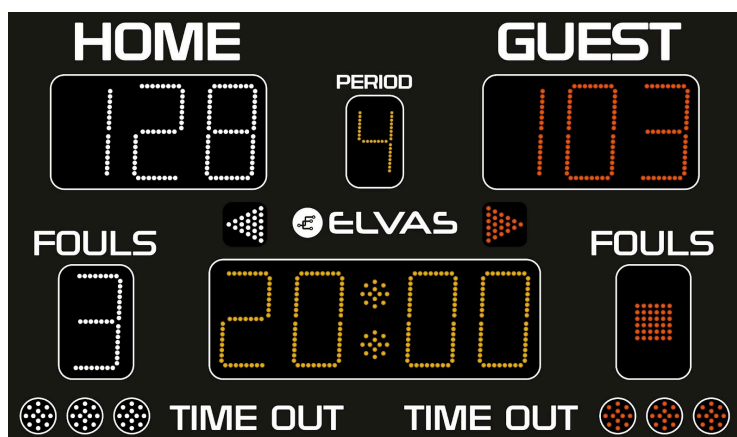 HOME GUEST
PERIOD
128 4 103
ELVAS
FOULS FOULS
3 20:00
TIME OUT TIME OUT